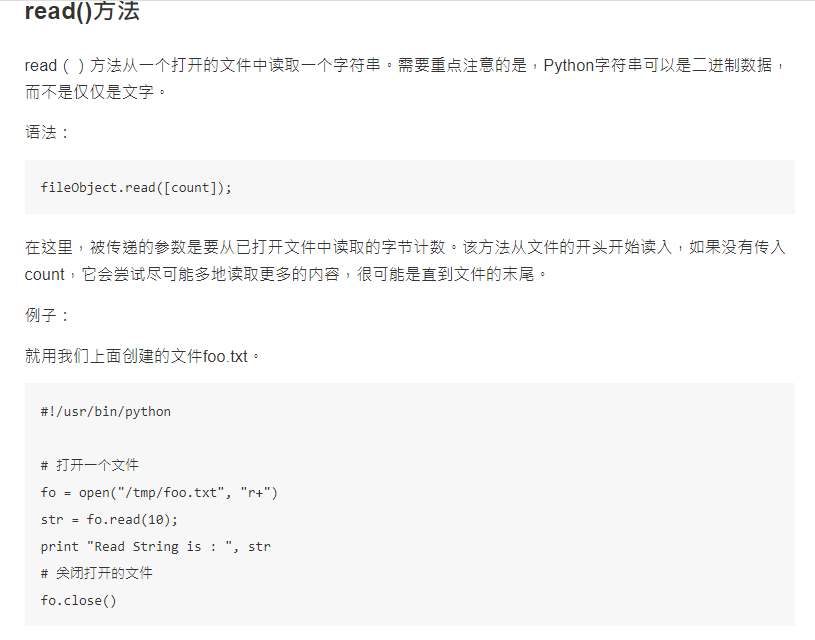 read()方法
read（ ）方法从一个打开的文件中读取一个字符串。需要重点注意的是，Python字符串可以是二进制数据，
而不是仅仅是文字。
语法：
fileObject.read([count]);
在这里，被传递的参数是要从已打开文件中读取的字节计数。该方法从文件的开头开始读入，如果没有传入
count，它会尝试尽可能多地读取更多的内容，很可能是直到文件的末尾。
例子：
就用我们上面创建的文件foo.txt。
#!/usr/bin/python
# 打开一个文件
fo = open("/tmp/foo.txt", "r+")
str = fo.read(10);
print "Read String is : ", str
# 关闭打开的文件
fo.close()